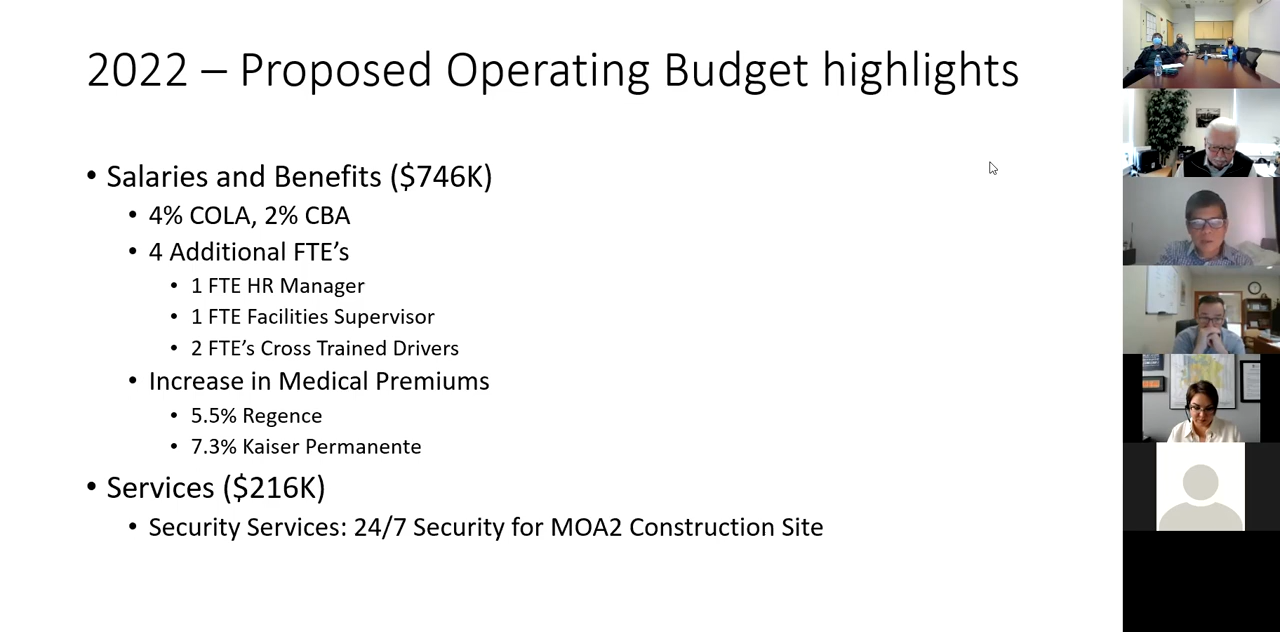 2022 – Proposed Operating Budget highlights
• Salaries and Benefits ($746K)
• 4% COLA, 2% CBA
• 4 Additional FTE’s
• 1 FTE HR Manager
• 1 FTE Facilities Supervisor
• 2 FTE’s Cross Trained Drivers
• Increase in Medical Premiums
• 5.5% Regence
• 7.3% Kaiser Permanente
• Services ($216K)
• Security Services: 24/7 Security for MOA2 Construction Site